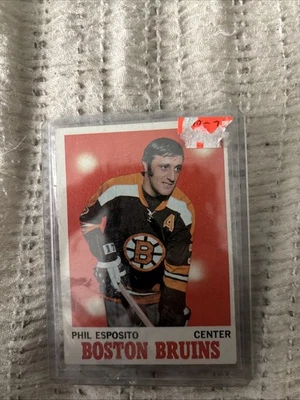 A
B
PHIL ESPOSITO CENTER
BOSTON BRUINS